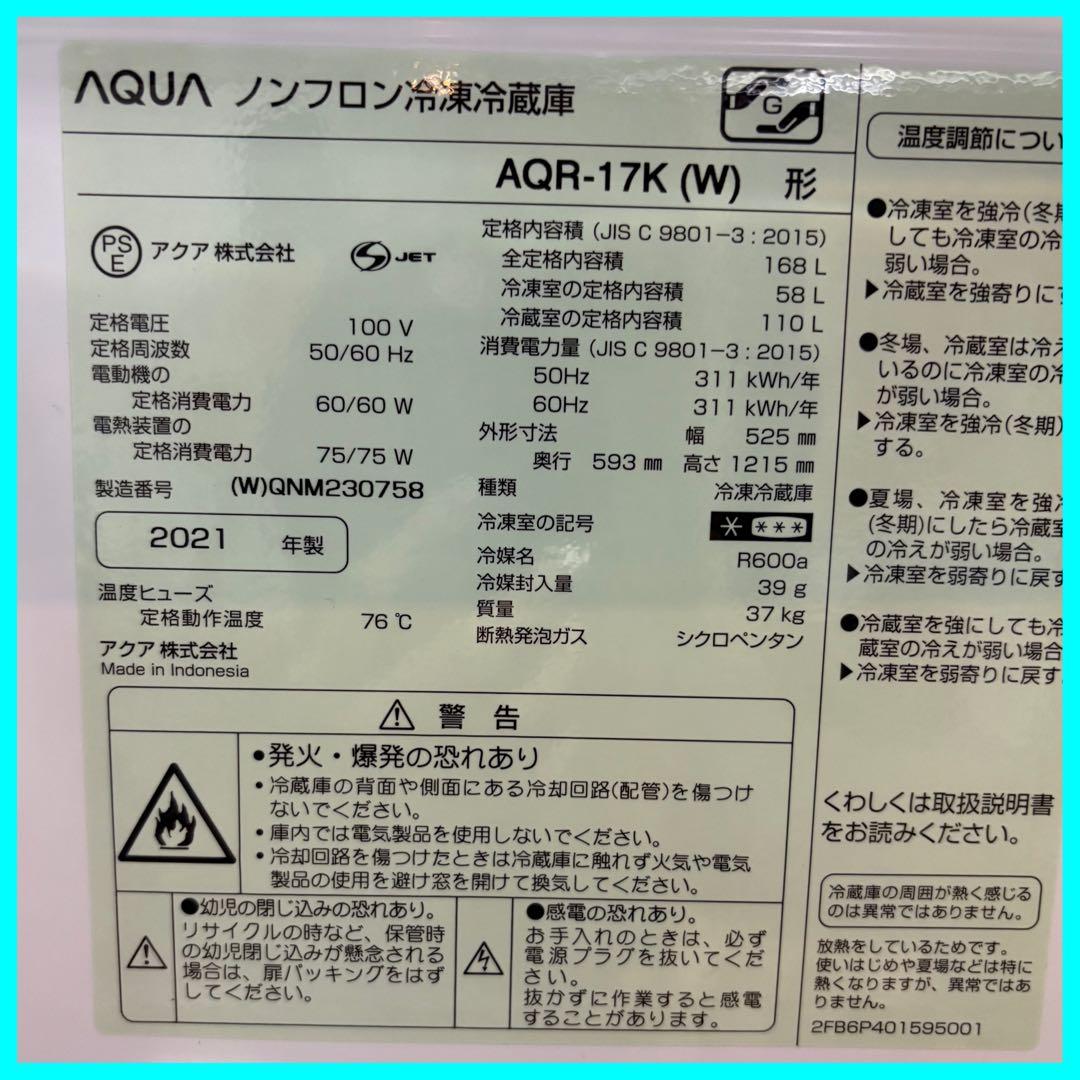 AQUA ノンフロン冷凍冷蔵庫
G
AQR-17K (W) 形
PS
E
アクア 株式会社
S JET
定格電圧 100 V
定格周波数 50/60 Hz
電動機の
定格消費電力 60/60 W
電熱装置の
定格消費電力 75/75 W
製造番号 (W)QNM230758
2021 年製
温度ヒューズ
定格動作温度 76 ℃
アクア 株式会社
Made in Indonesia
定格内容積 (JIS C 9801-3 : 2015)
全定格内容積 168 L
冷凍室の定格内容積 58 L
冷蔵室の定格内容積 110 L
消費電力量 (JIS C 9801-3 : 2015)
50Hz 311 kWh/年
60Hz 311 kWh/年
外形寸法 幅 525 ㎜
奥行 593 ㎜ 高さ 1215 ㎜
種類 冷凍冷蔵庫
冷凍室の記号 * ***
冷媒名 R600a
冷媒封入量 39 g
質量 37 kg
断熱発泡ガス シクロペンタン
⚠ 警 告
●発火・爆発の恐れあり
・冷蔵庫の背面や側面にある冷却回路(配管)を傷つけ
ないでください。
・庫内では電気製品を使用しないでください。
・冷却回路を傷つけたときは冷蔵庫に触れず火気や電気
製品の使用を避け窓を開けて換気してください。
●幼児の閉じ込みの恐れあり。
リサイクルの時など、保管時
の幼児閉じ込みが懸念される
場合は、扉パッキングをはず
してください。
●感電の恐れあり。
お手入れのときは、必ず
電源プラグを抜いてくだ
さい。
抜かずに作業すると感電
することがあります。
温度調節につい
●冷凍室を強冷(冬期
しても冷凍室の冷
弱い場合。
▶冷蔵室を強寄りにす
●冬場、冷蔵室は冷え
いるのに冷凍室の冷
が弱い場合。
▶冷凍室を強冷(冬期)
する。
●夏場、冷凍室を強冷
(冬期)にしたら冷蔵室
の冷えが弱い場合。
▶冷凍室を弱寄りに戻す
●冷蔵室を強にしても冷
蔵室の冷えが弱い場合
▶冷凍室を弱寄りに戻す
くわしくは取扱説明書
をお読みください。
冷蔵庫の周囲が熱く感じる
のは異常ではありません。
放熱をしているためです。
使いはじめや夏場などは特に
熱くなりますが、異常ではあ
りません。
2FB6P401595001